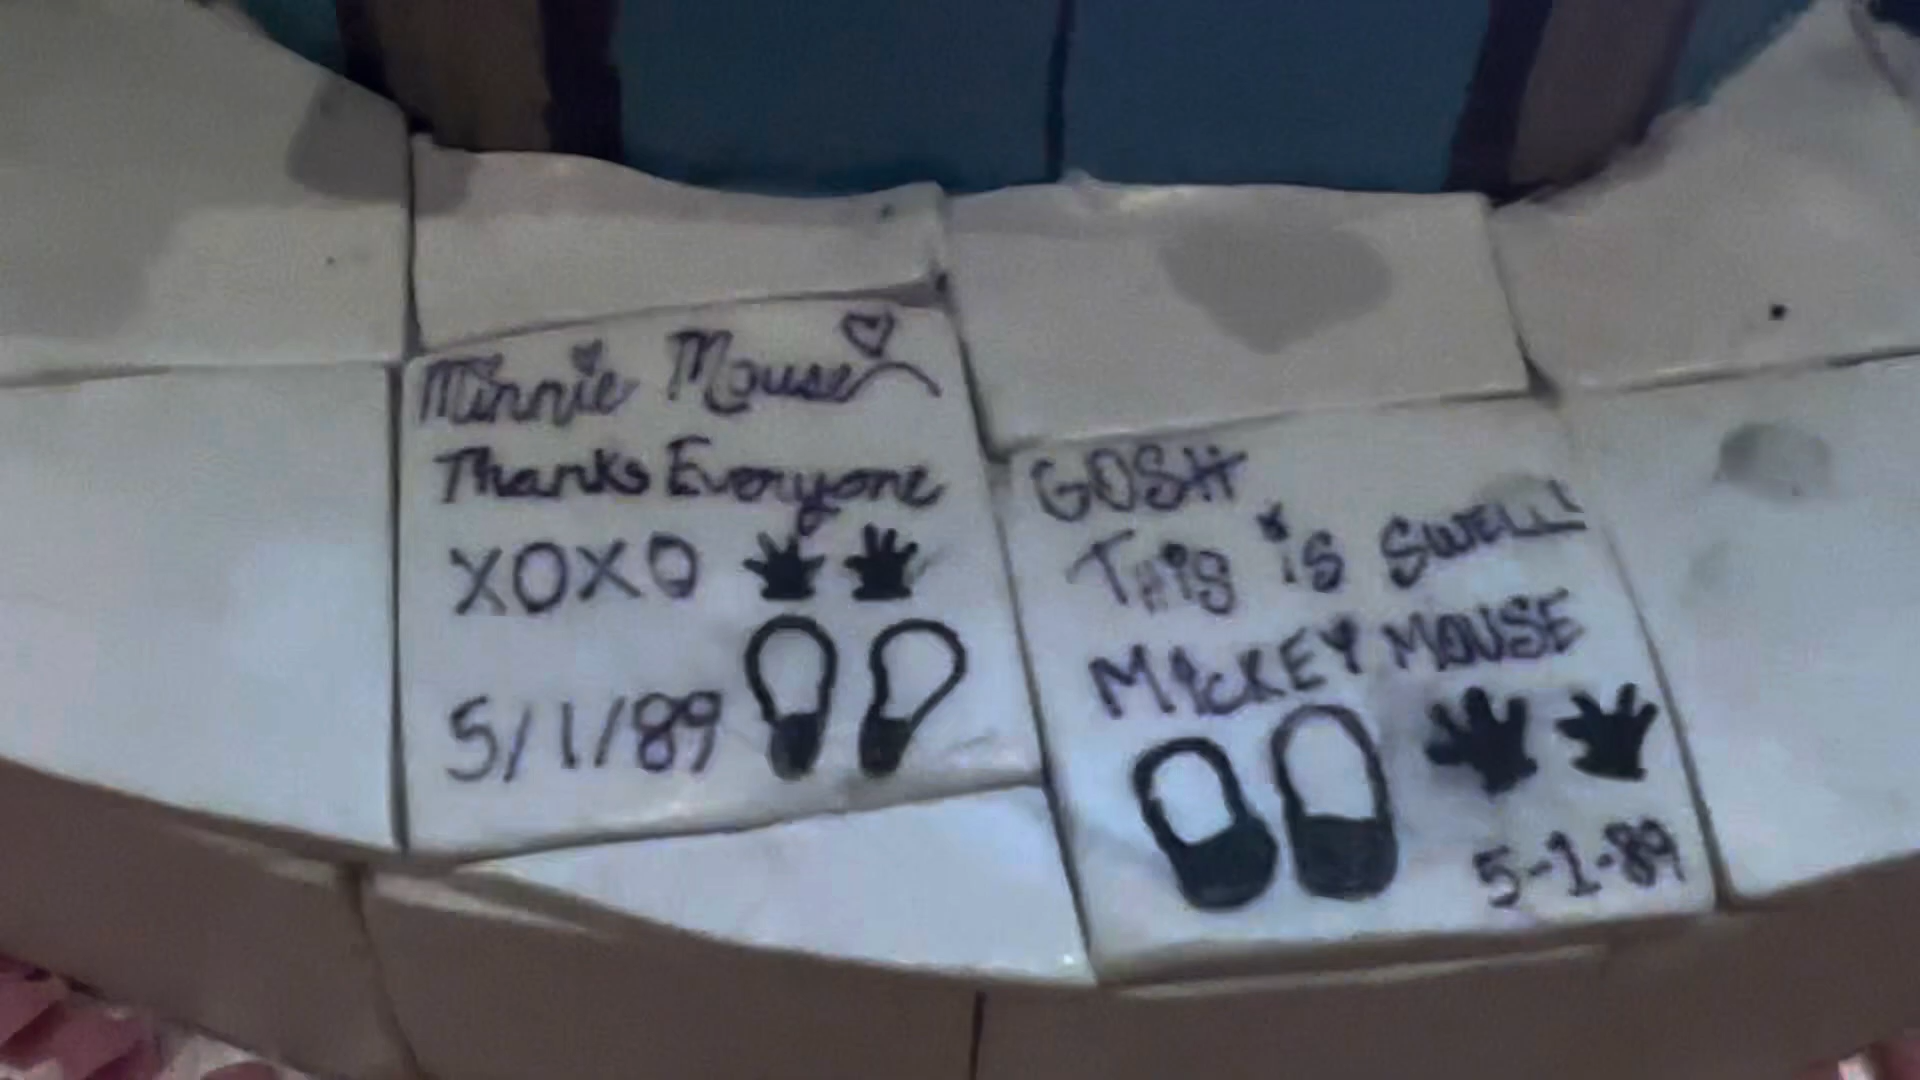 Minnie Mouse
Thanks Everyone
XOXO
5/1/89
GOSH
THis is SWELL!
MiCKEY MOUSE
5-1-89